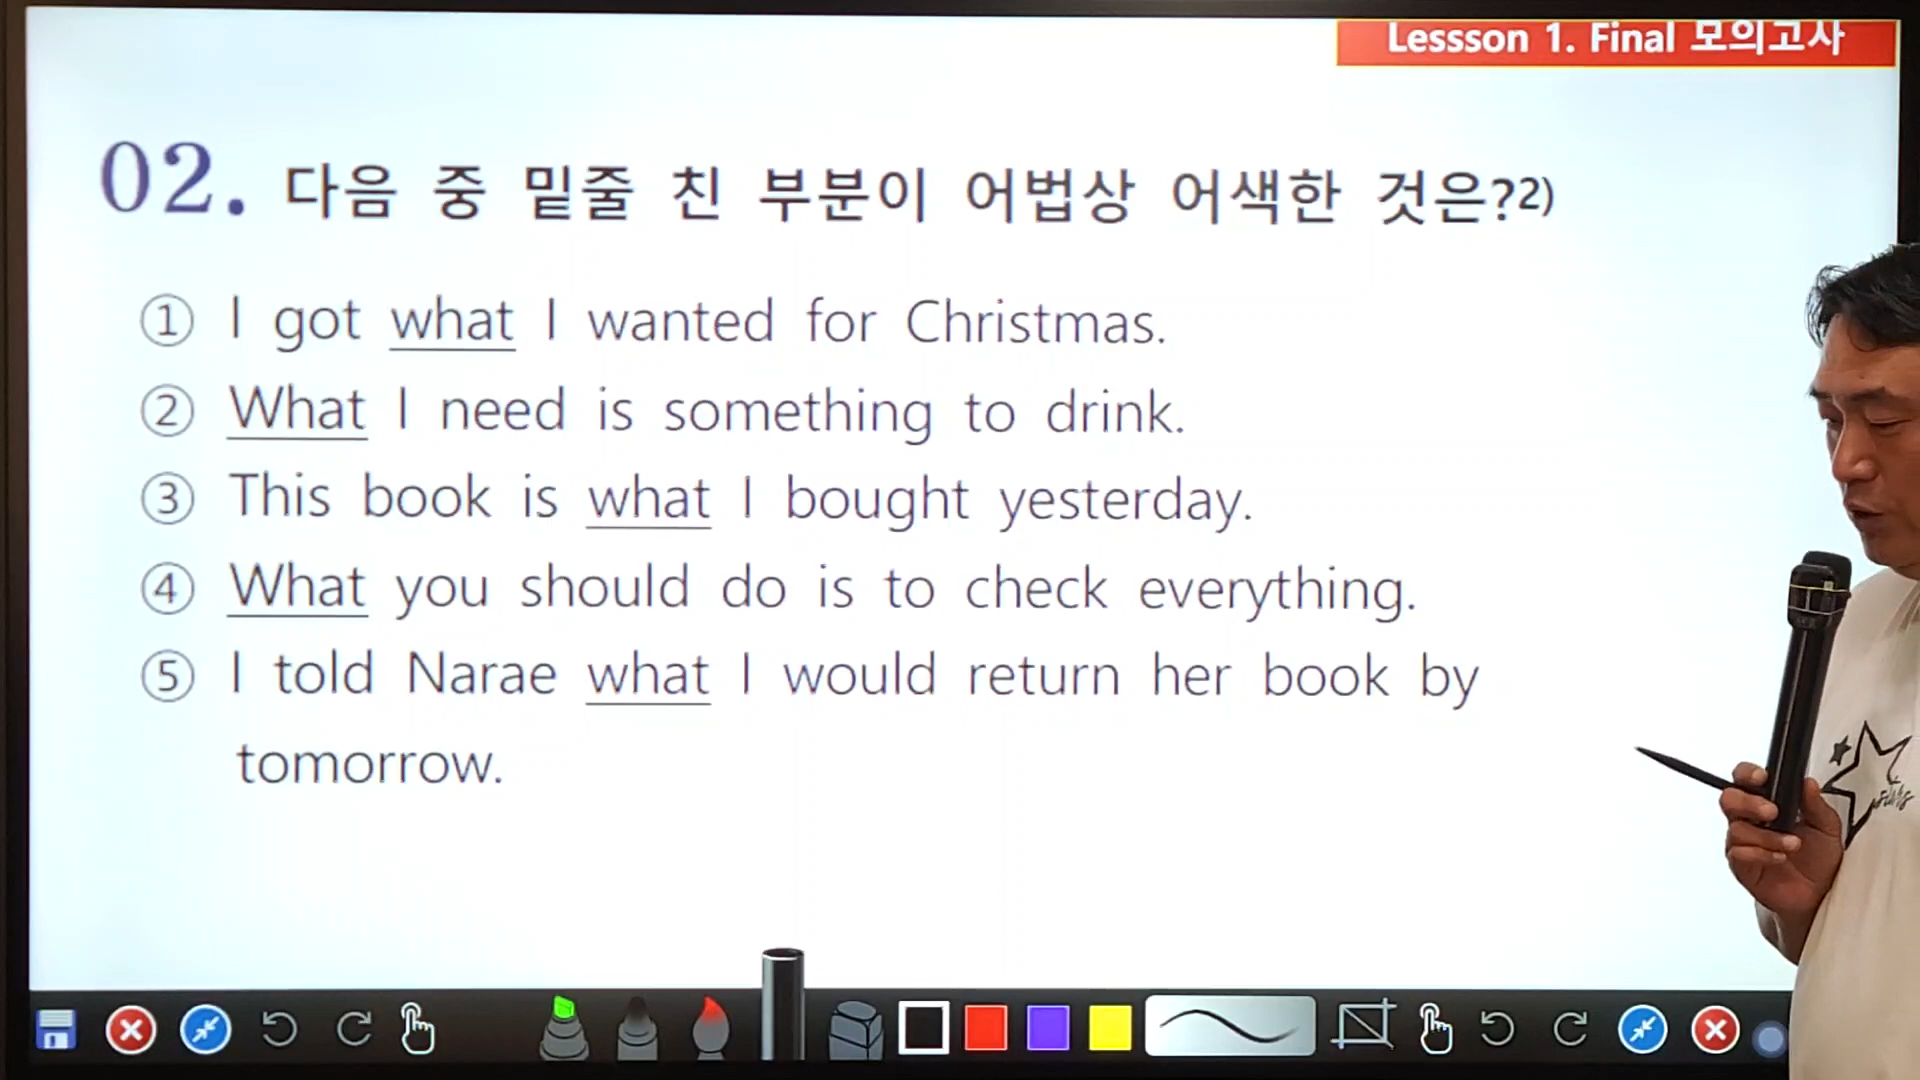 Lessson 1. Final 모의고사
02. 다음 중 밑줄 친 부분이 어법상 어색한 것은?2)
① I got what I wanted for Christmas.
② What I need is something to drink.
③ This book is what I bought yesterday.
④ What you should do is to check everything.
⑤ I told Narae what I would return her book by
tomorrow.